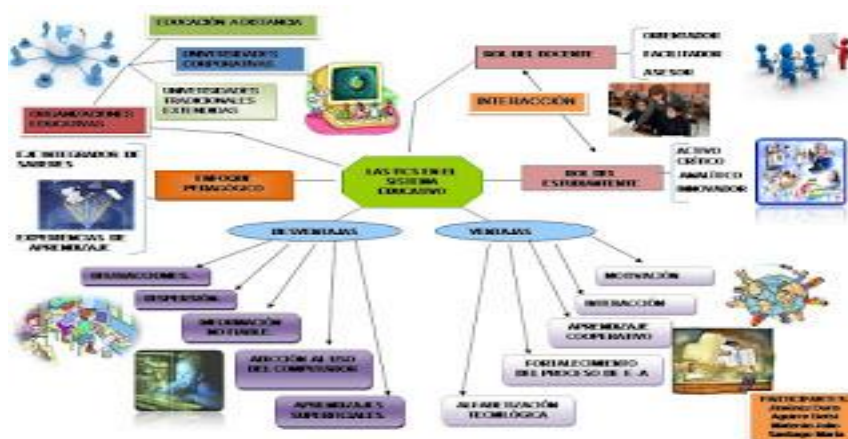 EDUCACIÓN A DISTANCIA
UNIVERSIDADES
CORPORATIVAS
UNIVERSIDADES
TRADICIONALES
EXTENDIDAS
ORGANIZACIONES
EDUCATIVAS
ROL DEL DOCENTE
ORIENTADOR
FACILITADOR
ASESOR
INTERACCIÓN
EJE INTEGRADOR DE
SABERES
EXPERIENCIAS DE
APRENDIZAJE
ENFOQUE
PEDAGÓGICO
LAS TICS EN EL
SISTEMA
EDUCATIVO
ROL DEL
ACTIVO
CRÍTICO
ANALÍTICO
INNOVADOR
DESVENTAJAS
VENTAJAS
DISTRACCIONES.
DISPERSIÓN.
INFORMACIÓN
NO FIABLE.
ADICCIÓN AL USO
DEL COMPUTADOR
APRENDIZAJES
SUPERFICIALES.
MOTIVACIÓN
INTERACCIÓN
APRENDIZAJE
COOPERATIVO
FORTALECIMIENTO
DEL PROCESO DE E-A
ALFABETIZACIÓN
TECNOLÓGICA